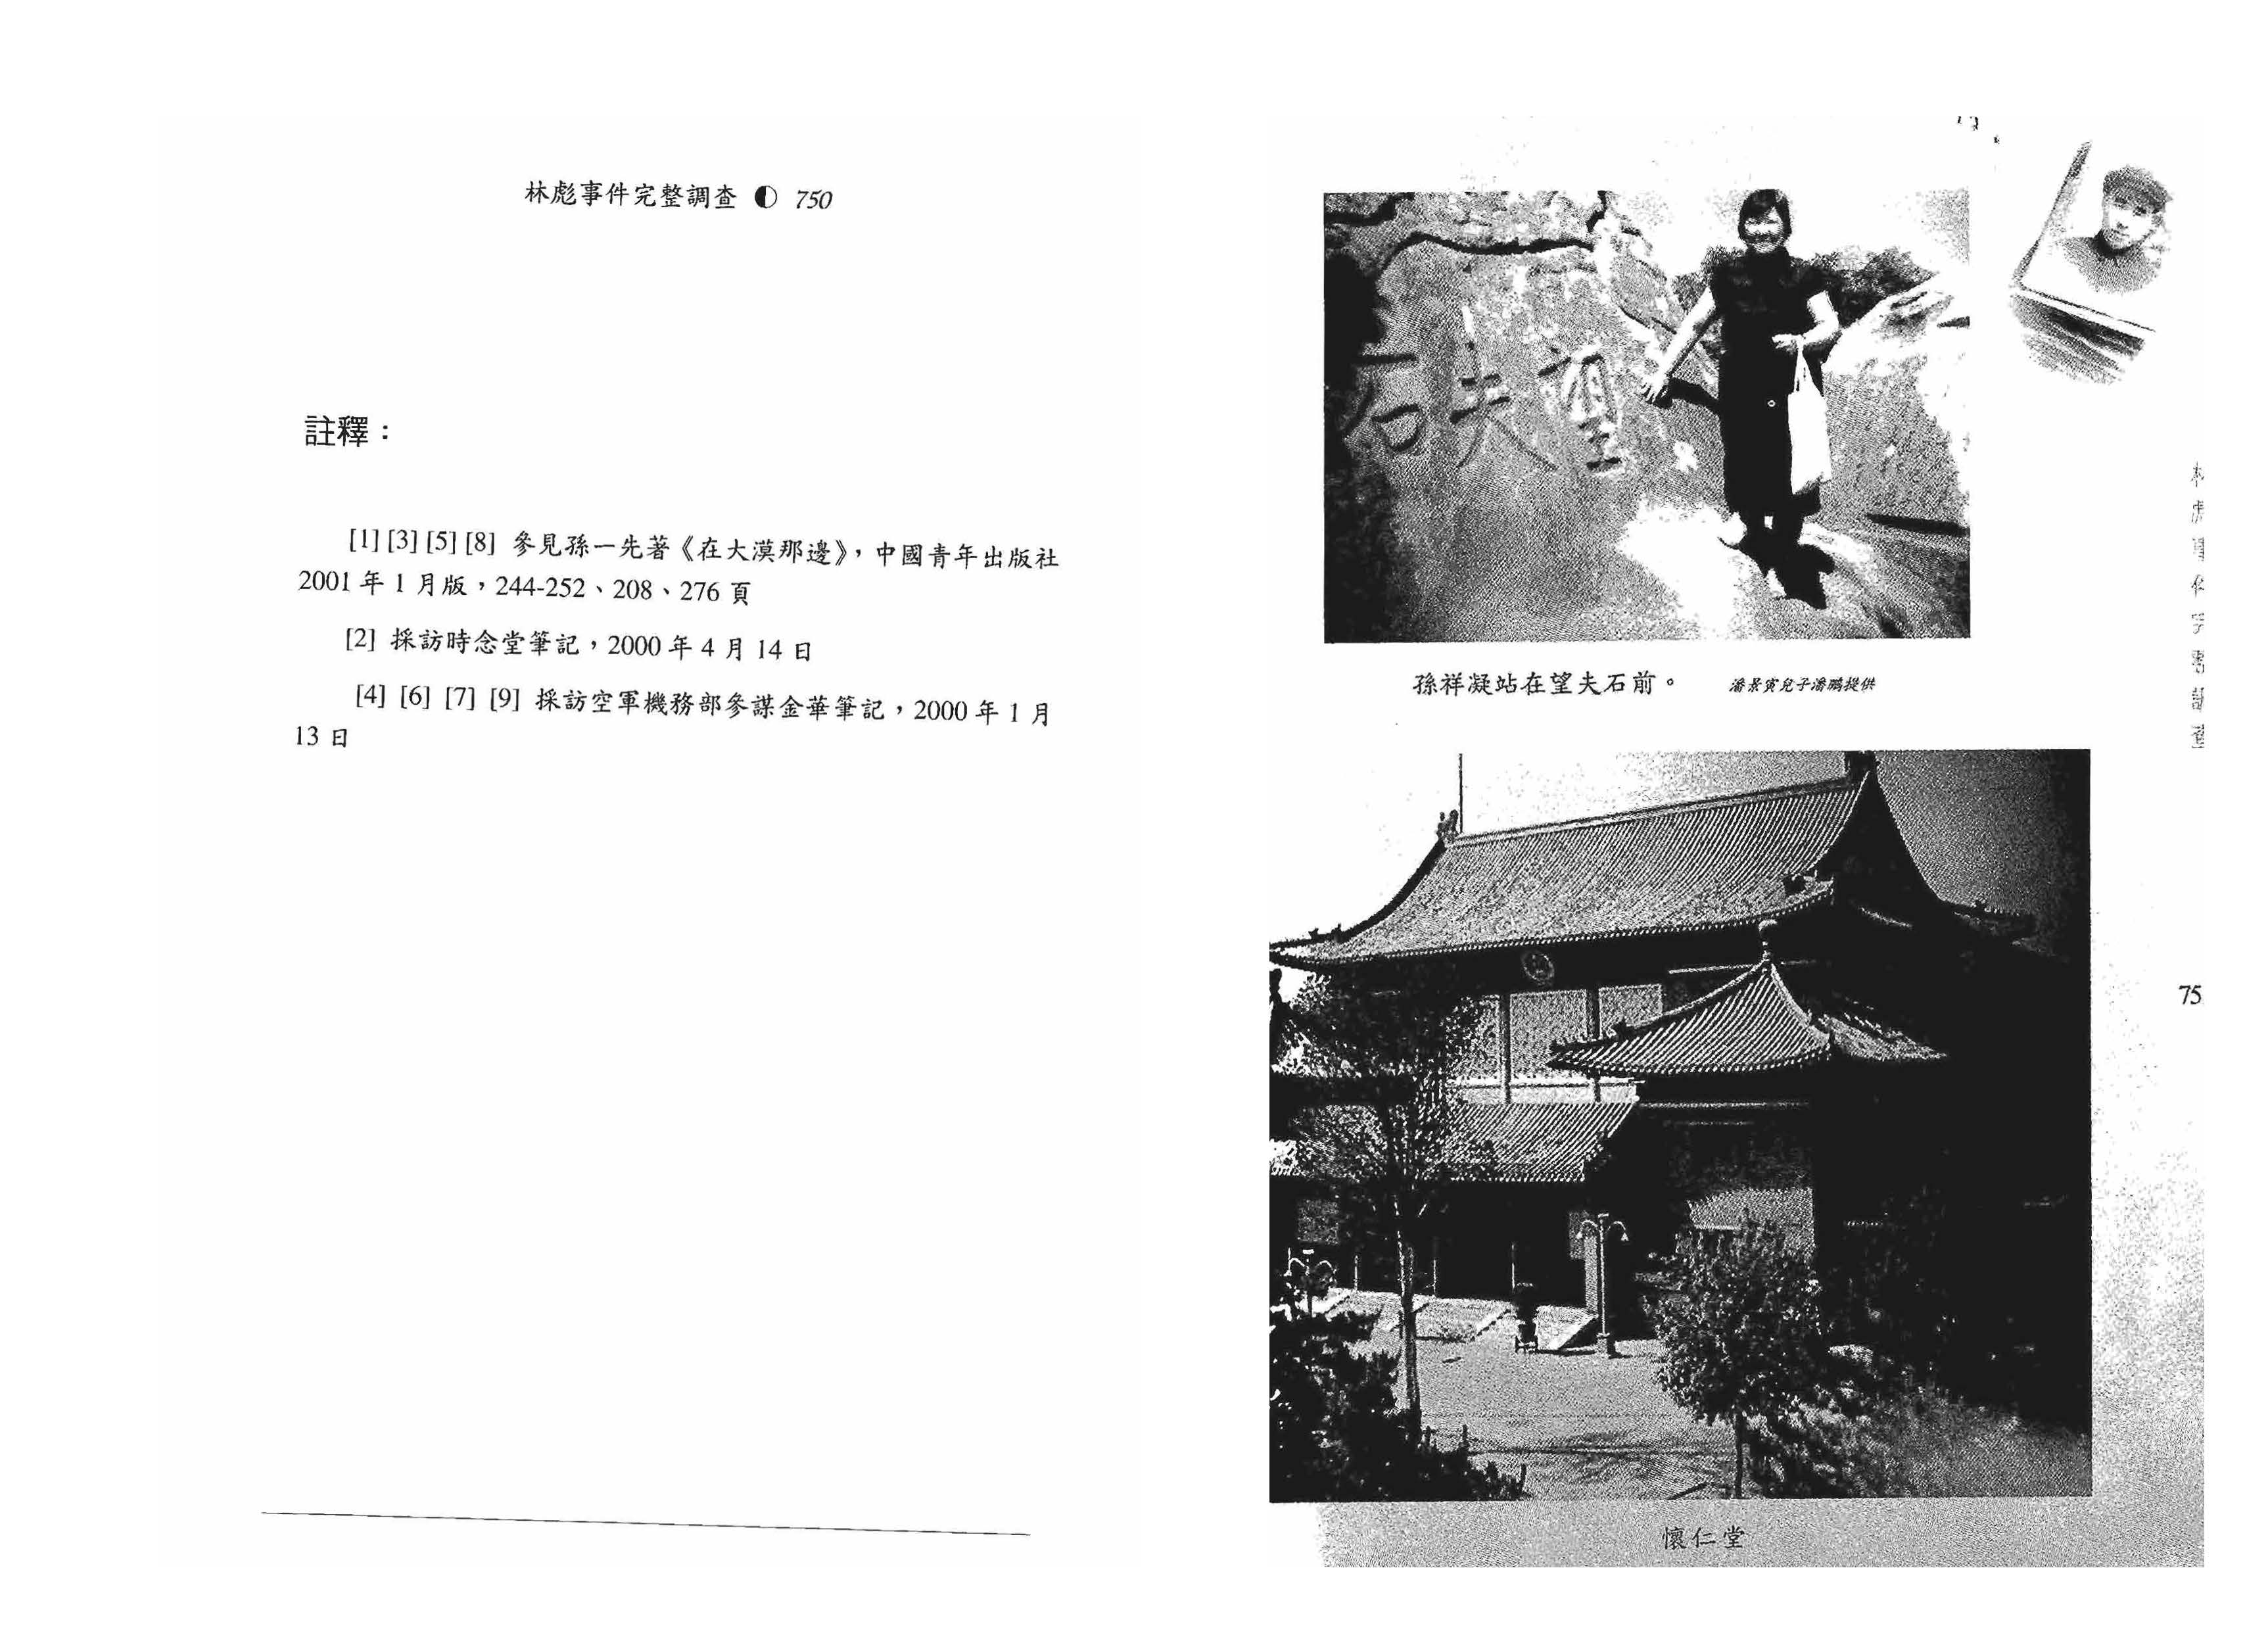 林彪事件完整調查 750
註釋：
[1] [3] [5] [8] 參見孫一先著《在大漠那邊》，中國青年出版社
2001 年 1 月版，244-252、208、276 頁
[2] 採訪時念堂筆記，2000 年 4 月 14 日
[4] [6] [7] [9] 採訪空軍機務部參謀金華筆記，2000 年 1 月
13 日
石夫望
孫祥凝站在望夫石前。 潘景寅兒子潘鵬提供
林彪事件完整調查
75
懷仁堂